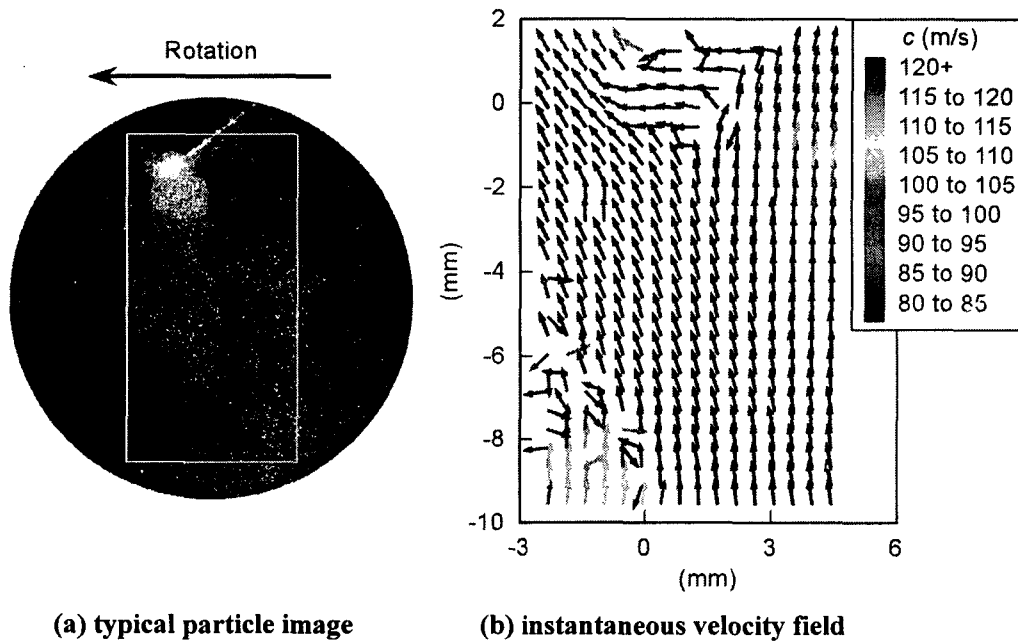 Rotation
2
0
-2
-4
-6
-8
-10
(mm)
-3
0
3
6
(mm)
c (m/s)
120+
115 to 120
110 to 115
105 to 110
100 to 105
95 to 100
90 to 95
85 to 90
80 to 85
(a) typical particle image
(b) instantaneous velocity field